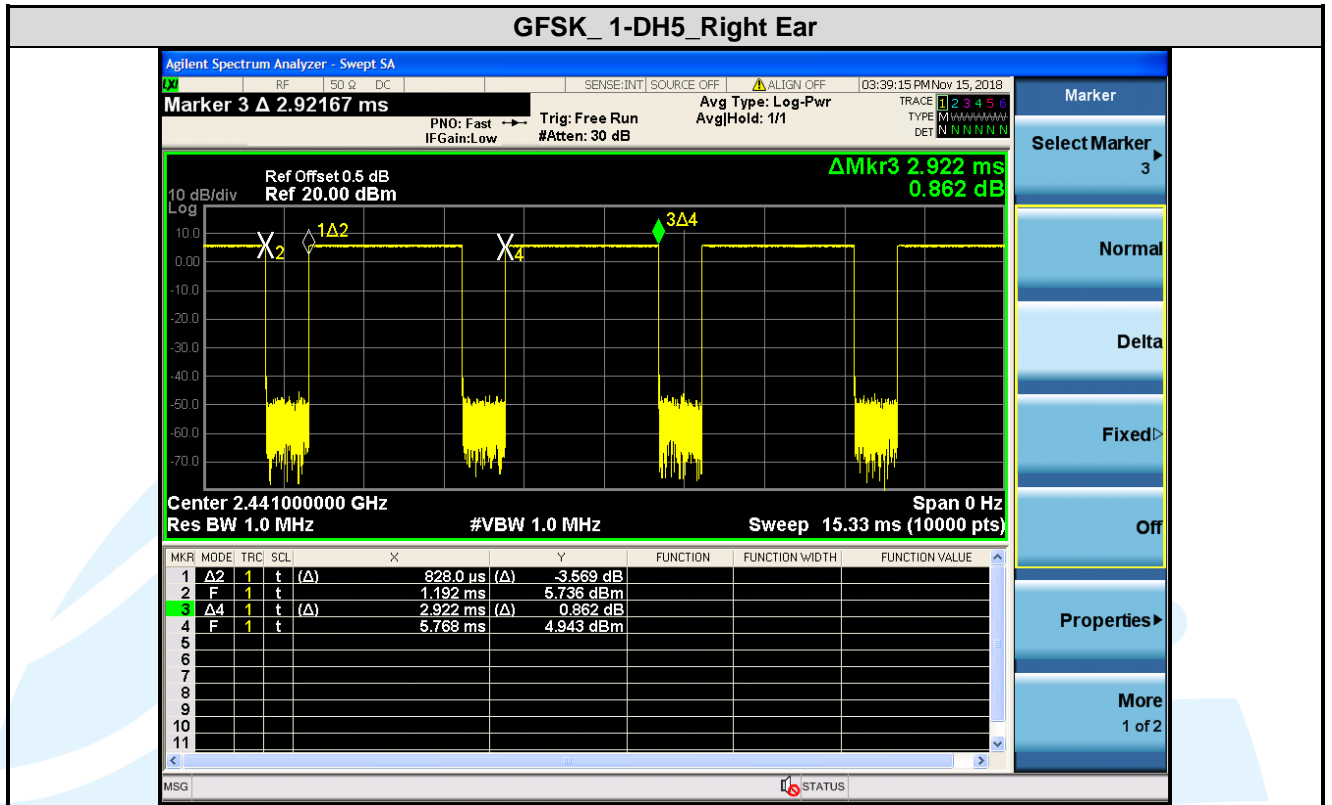 GFSK_ 1-DH5_Right Ear
Agilent Spectrum Analyzer - Swept SA
LXI RF 50 Ω DC SENSE:INT SOURCE OFF ALIGN OFF 03:39:15 PM Nov 15, 2018
Marker 3 Δ 2.92167 ms
PNO: Fast
IFGain:Low
Trig: Free Run
#Atten: 30 dB
Avg Type: Log-Pwr
Avg|Hold: 1/1
TRACE 1 2 3 4 5 6
TYPE M WWWWW
DET N N N N N N
ΔMkr3 2.922 ms
0.862 dB
Ref Offset 0.5 dB
10 dB/div Ref 20.00 dBm
Log
10.0
0.00
-10.0
-20.0
-30.0
-40.0
-50.0
-60.0
-70.0
2
1Δ2
4
3Δ4
Center 2.441000000 GHz Span 0 Hz
Res BW 1.0 MHz #VBW 1.0 MHz Sweep 15.33 ms (10000 pts)
MKR MODE TRC SCL X Y FUNCTION FUNCTION WIDTH FUNCTION VALUE
1 Δ2 1 t (Δ) 828.0 µs (Δ) -3.569 dB
2 F 1 t 1.192 ms 5.736 dBm
3 Δ4 1 t (Δ) 2.922 ms (Δ) 0.862 dB
4 F 1 t 5.768 ms 4.943 dBm
5
6
7
8
9
10
11
MSG STATUS
Marker
Select Marker
3
Normal
Delta
Fixed
Off
Properties
More
1 of 2